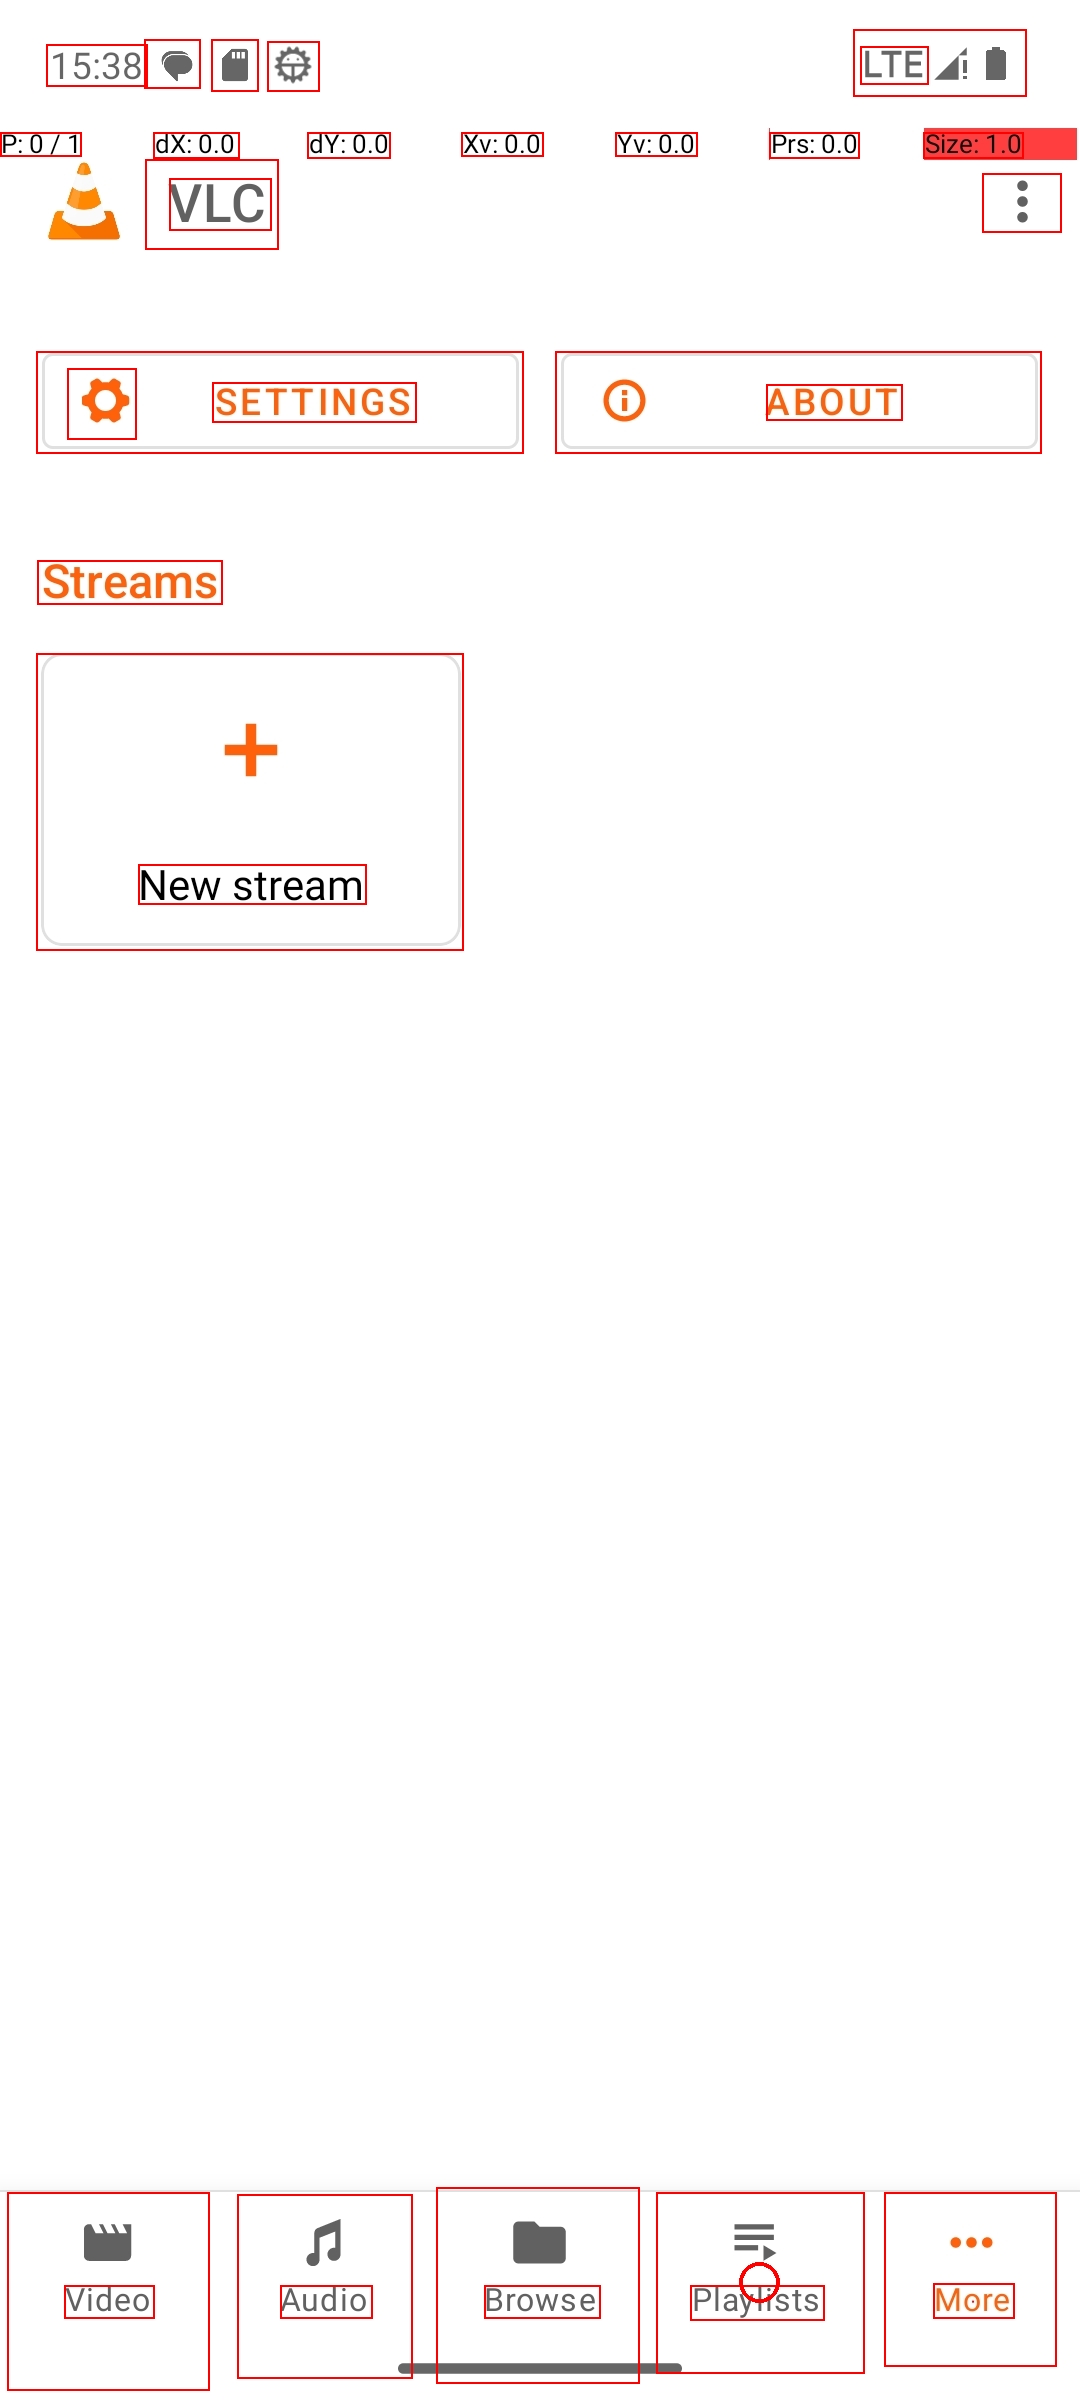 15:38 LTE
P: 0 / 1 dX: 0.0 dY: 0.0 Xv: 0.0 Yv: 0.0 Prs: 0.0 Size: 1.0
VLC
SETTINGS ABOUT
Streams
New stream
Video Audio Browse Playlists More